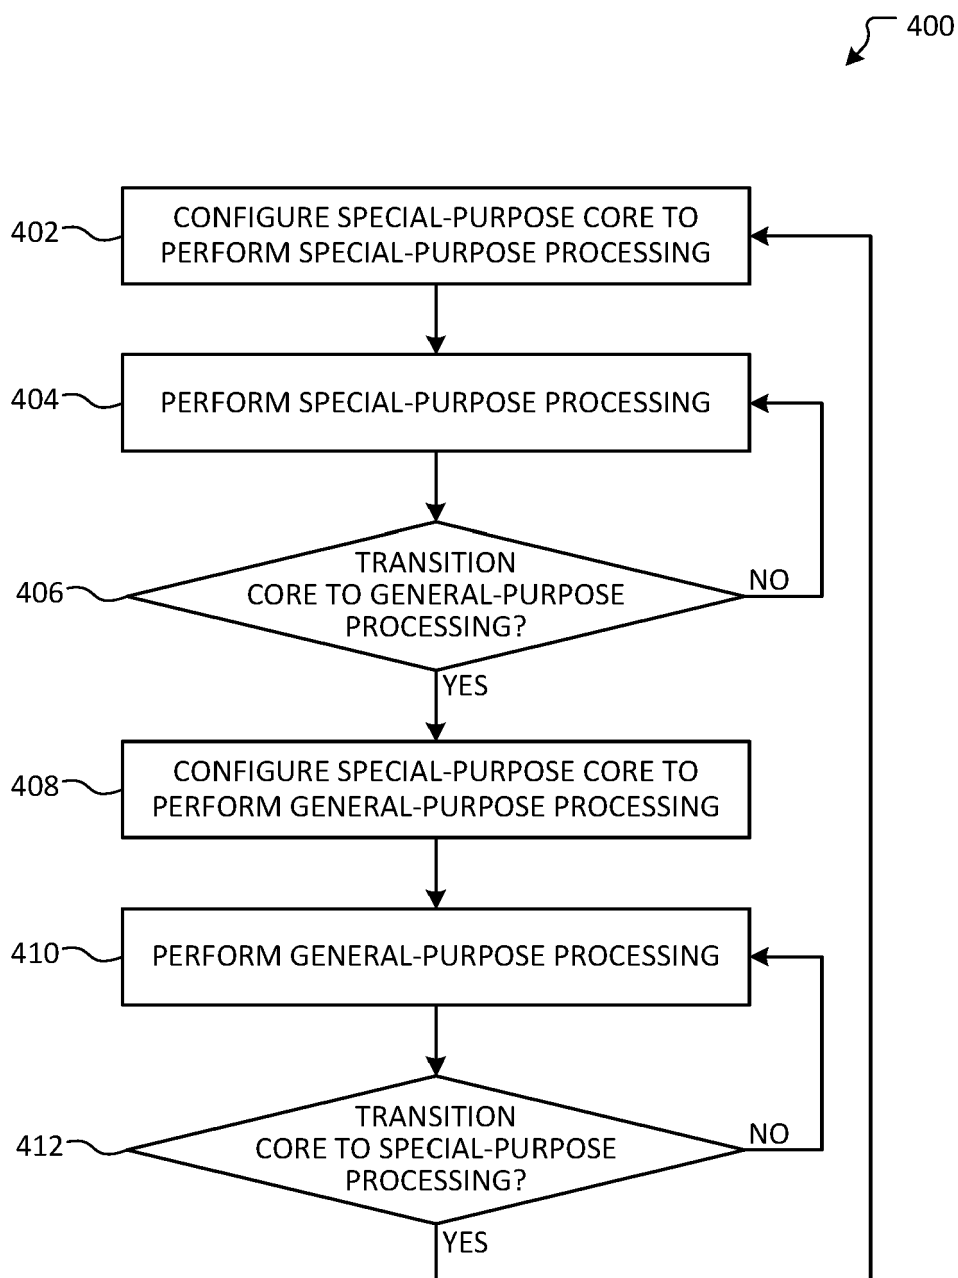 400
402
CONFIGURE SPECIAL-PURPOSE CORE TO
PERFORM SPECIAL-PURPOSE PROCESSING
404
PERFORM SPECIAL-PURPOSE PROCESSING
406
TRANSITION
CORE TO GENERAL-PURPOSE
PROCESSING?
NO
YES
408
CONFIGURE SPECIAL-PURPOSE CORE TO
PERFORM GENERAL-PURPOSE PROCESSING
410
PERFORM GENERAL-PURPOSE PROCESSING
412
TRANSITION
CORE TO SPECIAL-PURPOSE
PROCESSING?
NO
YES